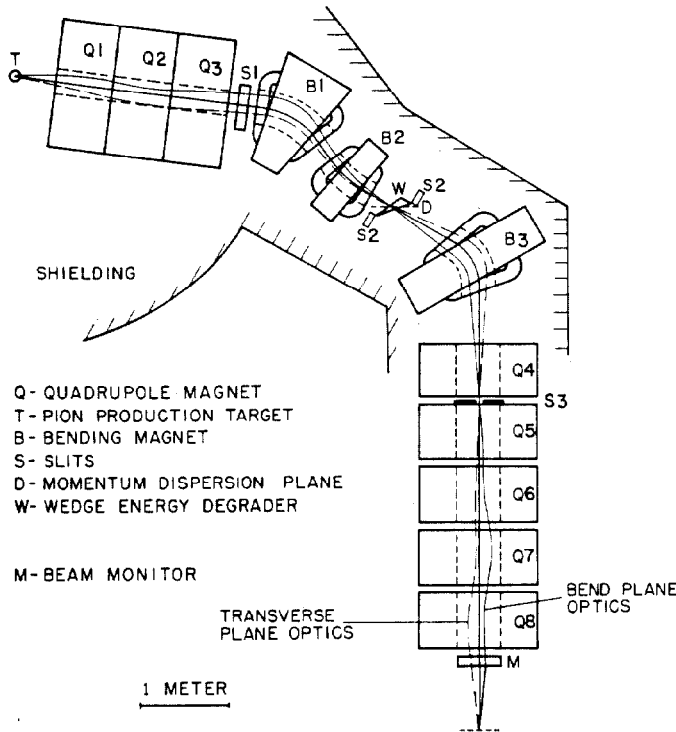 T
Q1
Q2
Q3
S1
B1
B2
W
S2
D
S2
B3
SHIELDING
Q4
S3
Q5
Q6
Q7
Q8
M
Q- QUADRUPOLE MAGNET
T- PION PRODUCTION TARGET
B- BENDING MAGNET
S- SLITS
D- MOMENTUM DISPERSION PLANE
W- WEDGE ENERGY DEGRADER
M- BEAM MONITOR
TRANSVERSE
PLANE OPTICS
BEND PLANE
OPTICS
1 METER